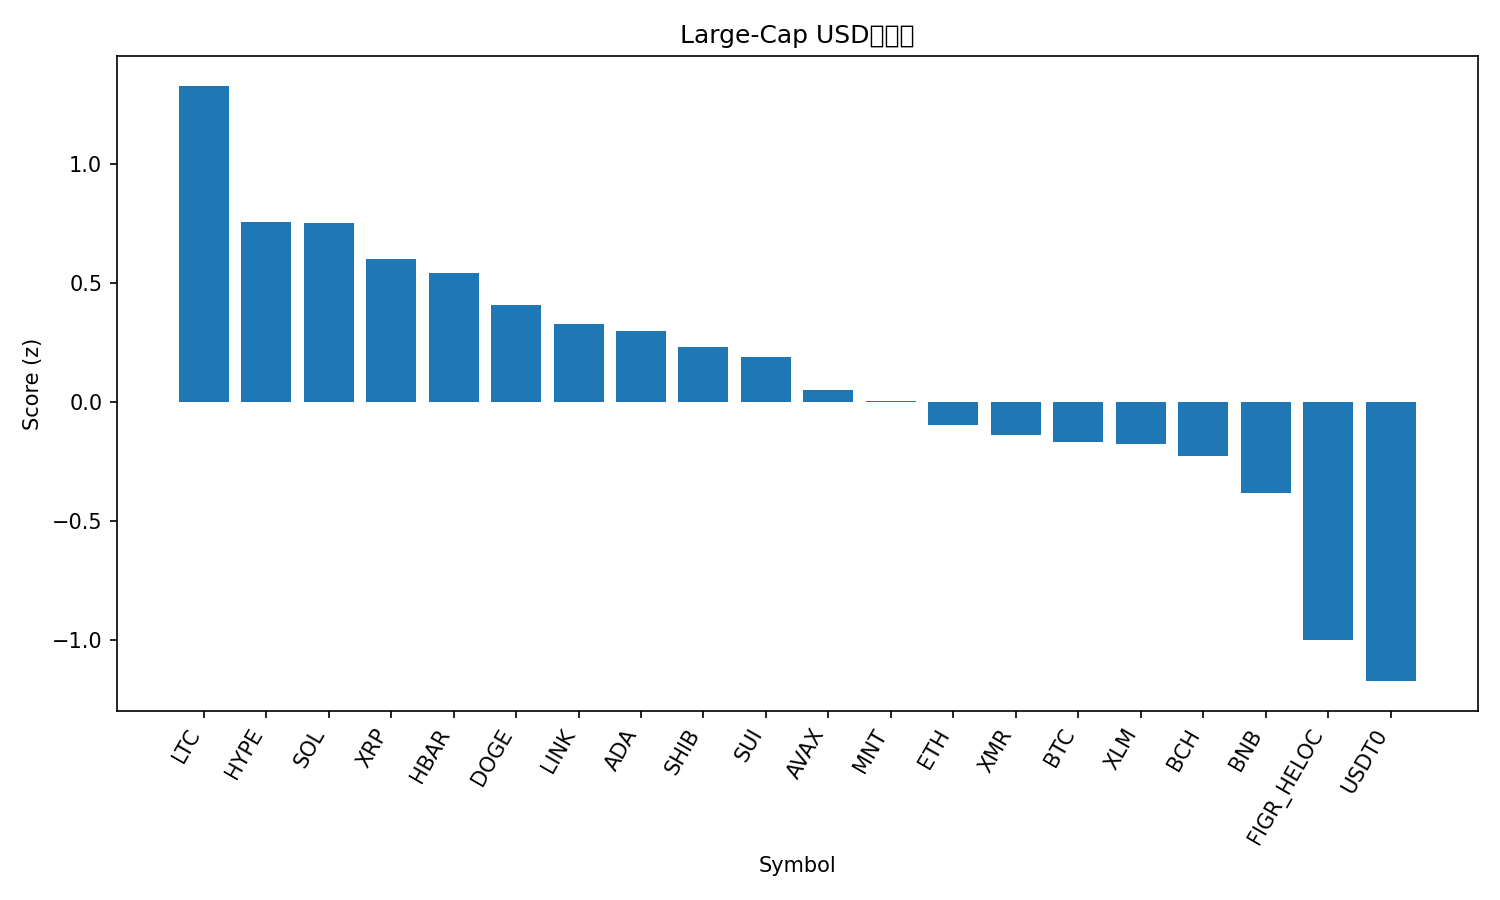 Large-Cap USD
Score (z)
1.0
0.5
0.0
−0.5
−1.0
LTC
HYPE
SOL
XRP
HBAR
DOGE
LINK
ADA
SHIB
SUI
AVAX
MNT
ETH
XMR
BTC
XLM
BCH
BNB
FIGR_HELOC
USDT0
Symbol